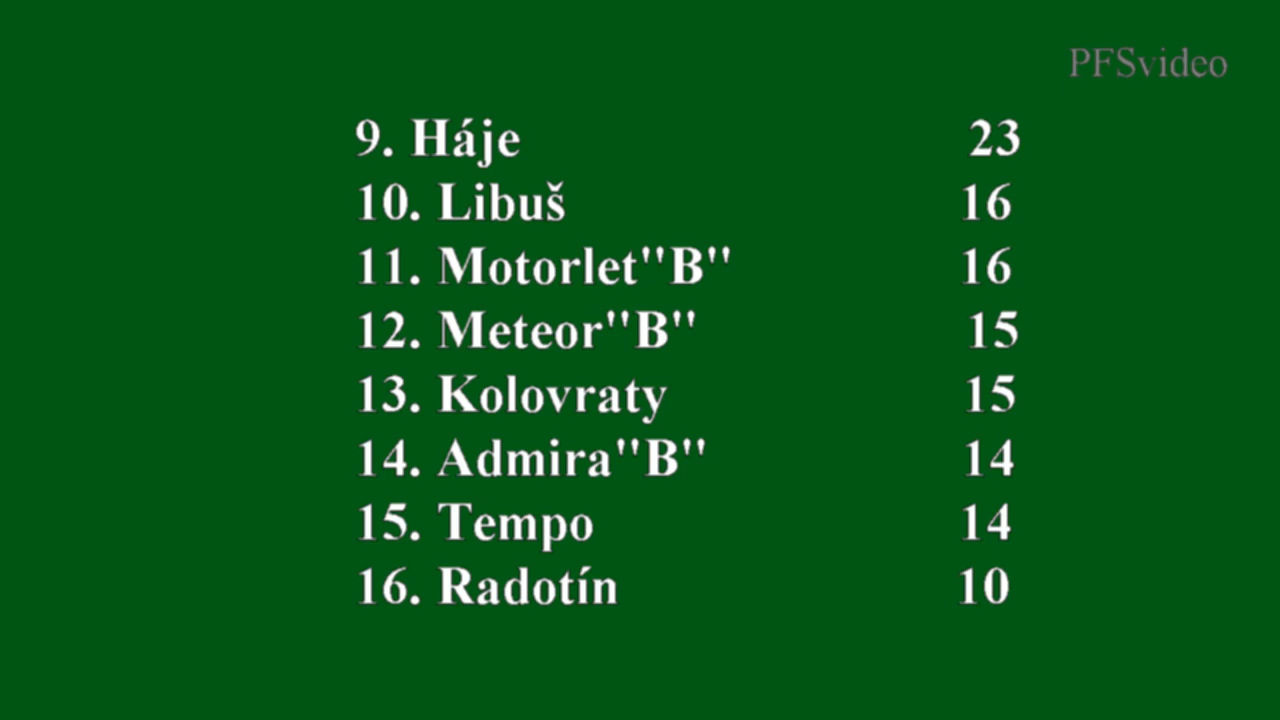 PFSvideo
9. Háje 23
10. Libuš 16
11. Motorlet"B" 16
12. Meteor"B" 15
13. Kolovraty 15
14. Admira"B" 14
15. Tempo 14
16. Radotín 10